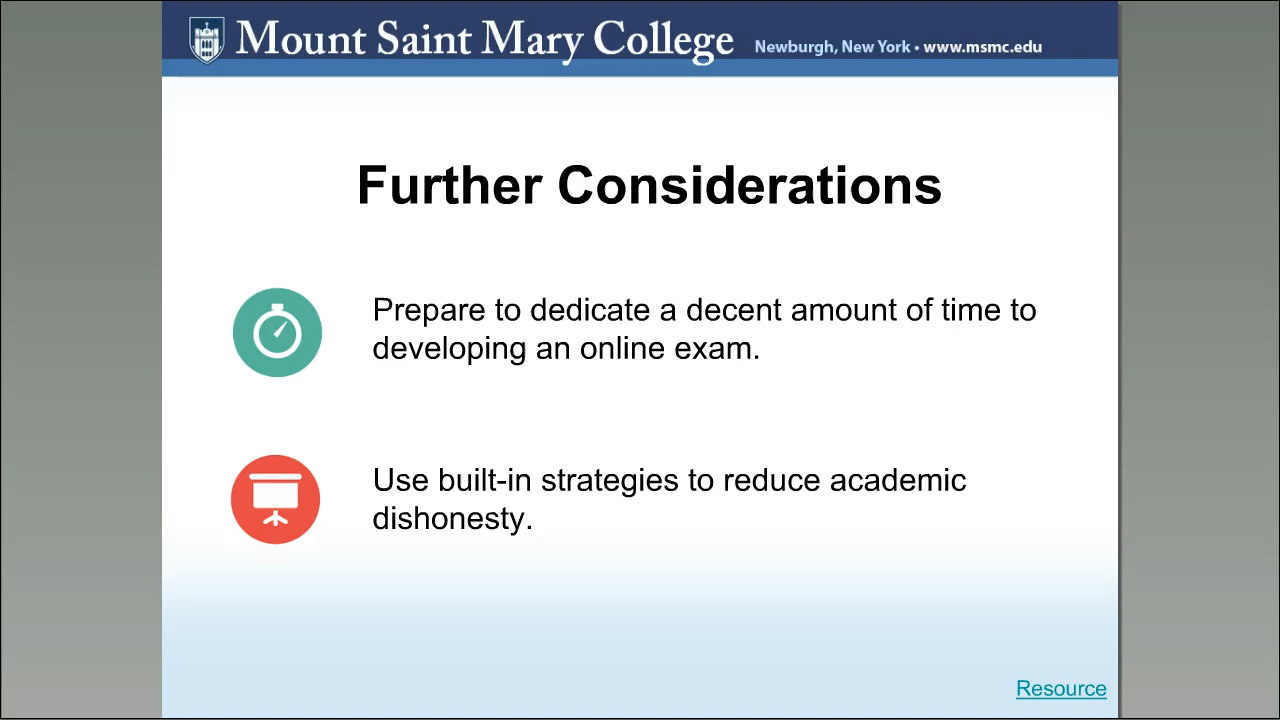 Mount Saint Mary College Newburgh, New York • www.msmc.edu
Further Considerations
Prepare to dedicate a decent amount of time to
developing an online exam.
Use built-in strategies to reduce academic
dishonesty.
Resource